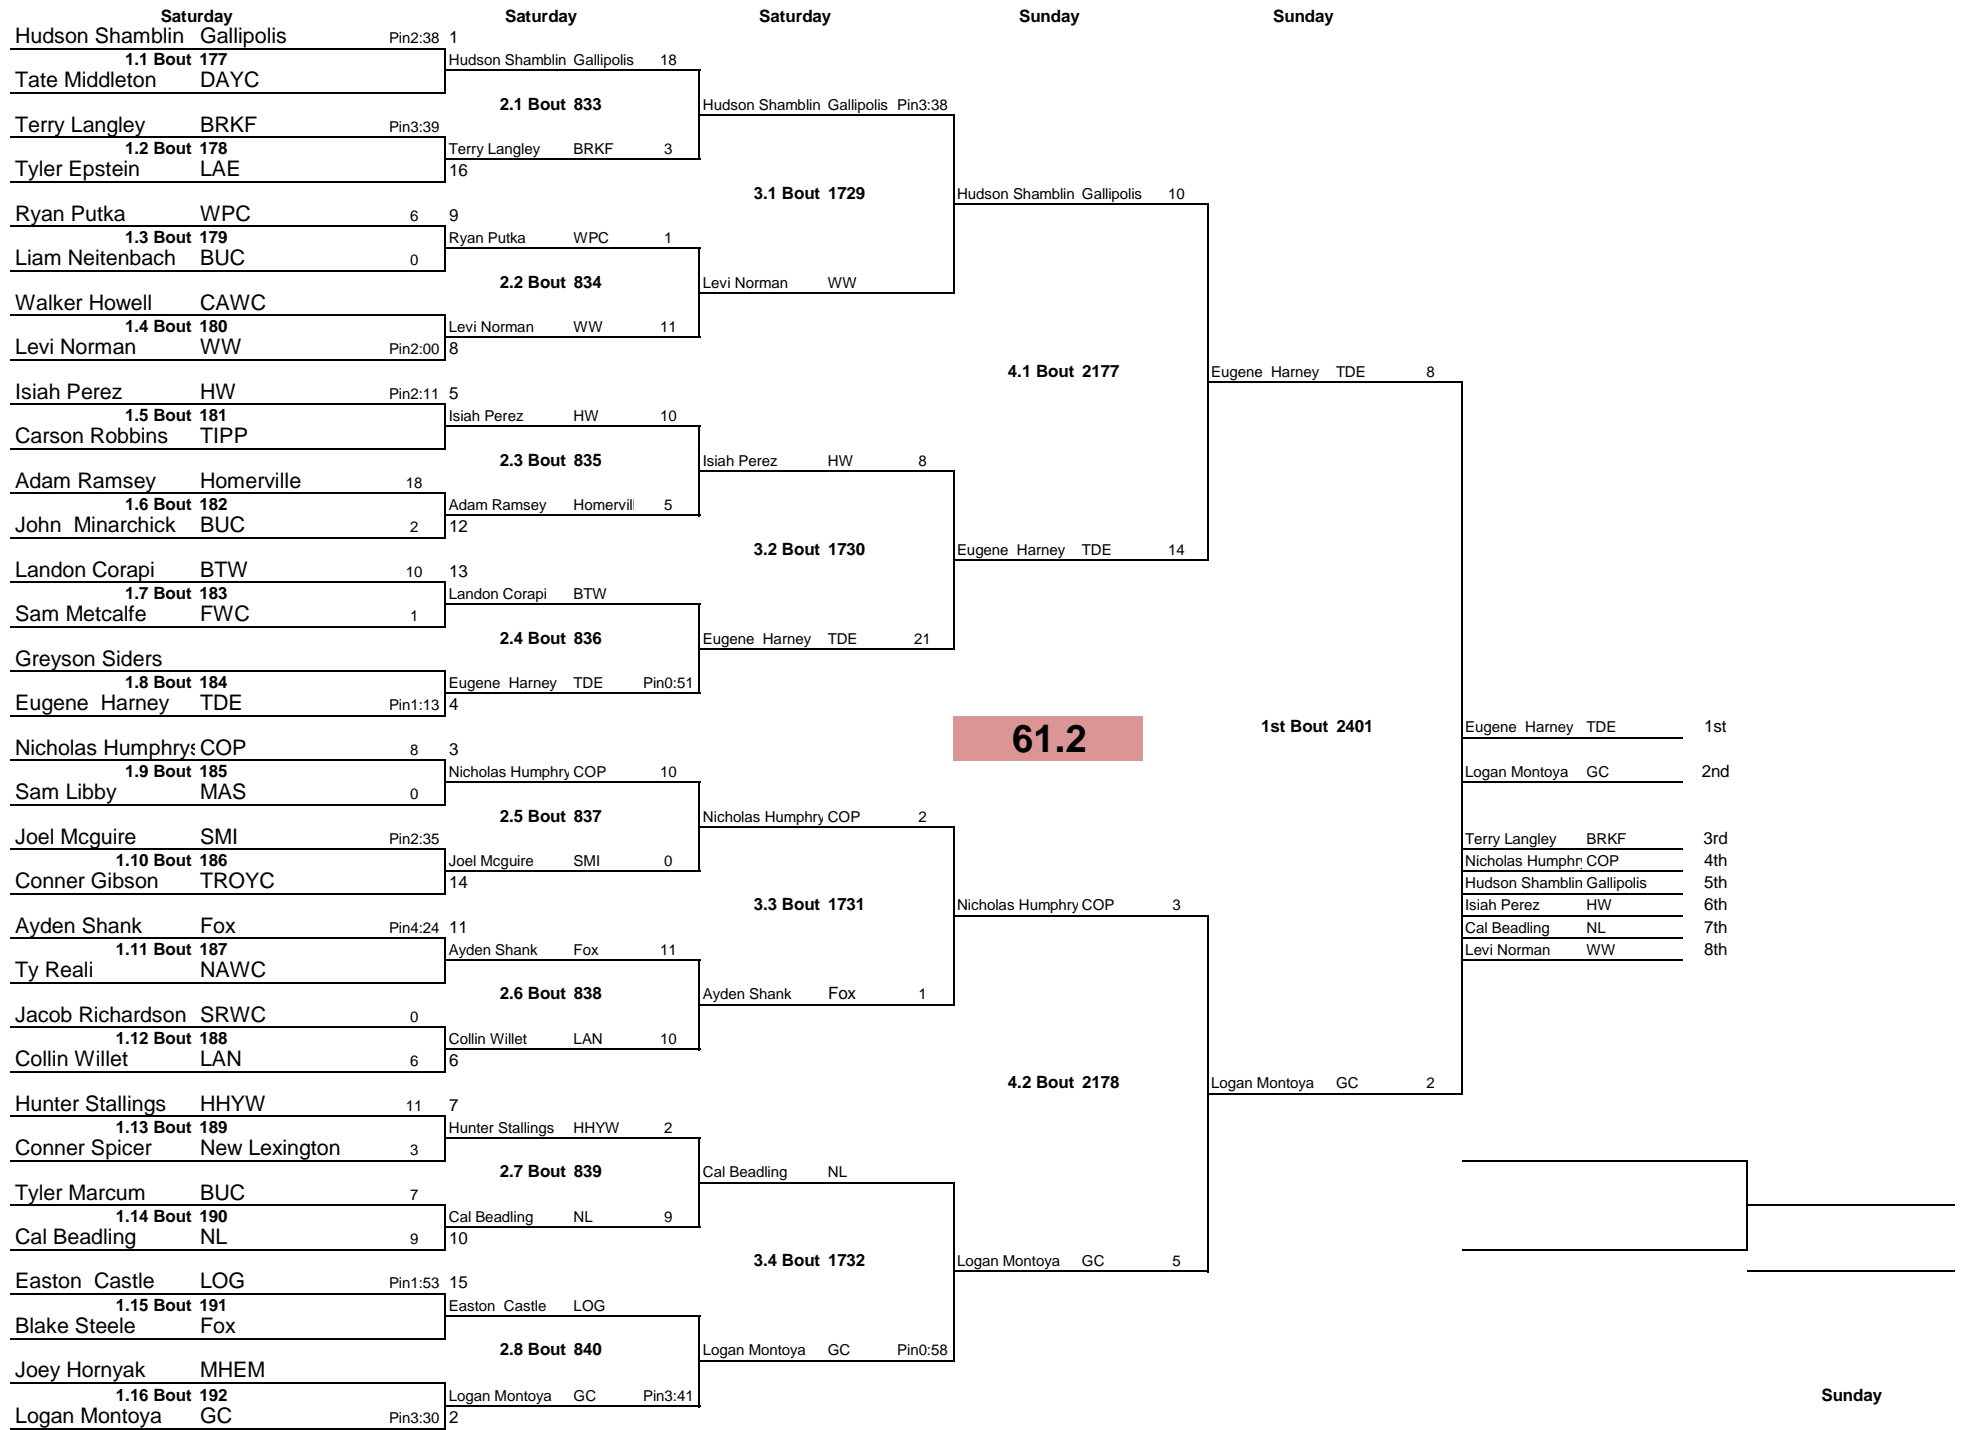 Saturday Saturday Saturday Sunday Sunday
Hudson Shamblin Gallipolis Pin2:38 1
1.1 Bout 177 Hudson Shamblin Gallipolis 18
Tate Middleton DAYC
2.1 Bout 833 Hudson Shamblin Gallipolis Pin3:38
Terry Langley BRKF Pin3:39
1.2 Bout 178 Terry Langley BRKF 3
Tyler Epstein LAE 16
3.1 Bout 1729 Hudson Shamblin Gallipolis 10
Ryan Putka WPC 6 9
1.3 Bout 179 Ryan Putka WPC 1
Liam Neitenbach BUC 0
2.2 Bout 834 Levi Norman WW
Walker Howell CAWC
1.4 Bout 180 Levi Norman WW 11
Levi Norman WW Pin2:00 8
4.1 Bout 2177 Eugene Harney TDE 8
Isiah Perez HW Pin2:11 5
1.5 Bout 181 Isiah Perez HW 10
Carson Robbins TIPP
2.3 Bout 835 Isiah Perez HW 8
Adam Ramsey Homerville 18
1.6 Bout 182 Adam Ramsey Homervil 5
John Minarchick BUC 2 12
3.2 Bout 1730 Eugene Harney TDE 14
Landon Corapi BTW 10 13
1.7 Bout 183 Landon Corapi BTW
Sam Metcalfe FWC 1
2.4 Bout 836 Eugene Harney TDE 21
Greyson Siders
1.8 Bout 184 Eugene Harney TDE Pin0:51
Eugene Harney TDE Pin1:13 4
61.2 1st Bout 2401 Eugene Harney TDE 1st
Nicholas Humphrys COP 8 3
1.9 Bout 185 Nicholas Humphry COP 10 Logan Montoya GC 2nd
Sam Libby MAS 0
2.5 Bout 837 Nicholas Humphry COP 2
Joel Mcguire SMI Pin2:35 Terry Langley BRKF 3rd
1.10 Bout 186 Joel Mcguire SMI 0 Nicholas Humphr COP 4th
Conner Gibson TROYC 14 Hudson Shamblin Gallipolis 5th
3.3 Bout 1731 Nicholas Humphry COP 3 Isiah Perez HW 6th
Ayden Shank Fox Pin4:24 11 Cal Beadling NL 7th
1.11 Bout 187 Ayden Shank Fox 11 Levi Norman WW 8th
Ty Reali NAWC
2.6 Bout 838 Ayden Shank Fox 1
Jacob Richardson SRWC 0
1.12 Bout 188 Collin Willet LAN 10
Collin Willet LAN 6 6
4.2 Bout 2178 Logan Montoya GC 2
Hunter Stallings HHYW 11 7
1.13 Bout 189 Hunter Stallings HHYW 2
Conner Spicer New Lexington 3
2.7 Bout 839 Cal Beadling NL
Tyler Marcum BUC 7
1.14 Bout 190 Cal Beadling NL 9
Cal Beadling NL 9 10
3.4 Bout 1732 Logan Montoya GC 5
Easton Castle LOG Pin1:53 15
1.15 Bout 191 Easton Castle LOG
Blake Steele Fox
2.8 Bout 840 Logan Montoya GC Pin0:58
Joey Hornyak MHEM
1.16 Bout 192 Logan Montoya GC Pin3:41 Sunday
Logan Montoya GC Pin3:30 2